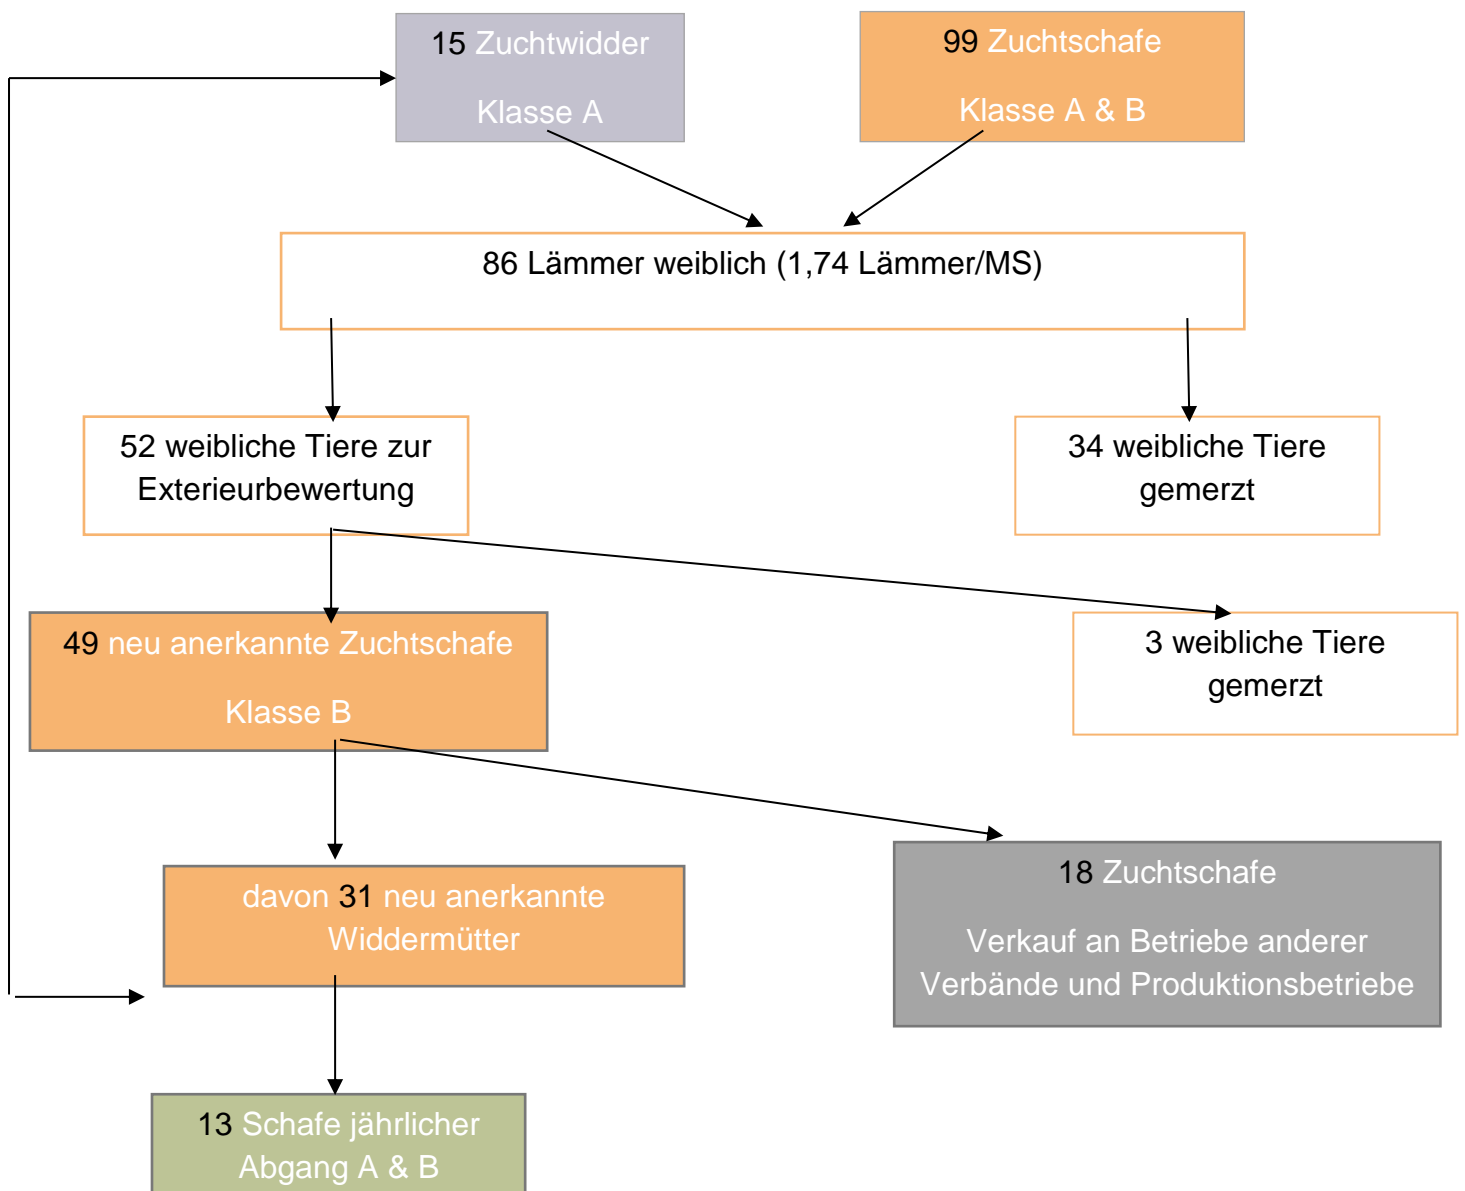 15 Zuchtwidder
Klasse A
99 Zuchtschafe
Klasse A & B
86 Lämmer weiblich (1,74 Lämmer/MS)
52 weibliche Tiere zur
Exterieurbewertung
34 weibliche Tiere
gemerzt
49 neu anerkannte Zuchtschafe
Klasse B
3 weibliche Tiere
gemerzt
davon 31 neu anerkannte
Widdermütter
18 Zuchtschafe
Verkauf an Betriebe anderer
Verbände und Produktionsbetriebe
13 Schafe jährlicher
Abgang A & B